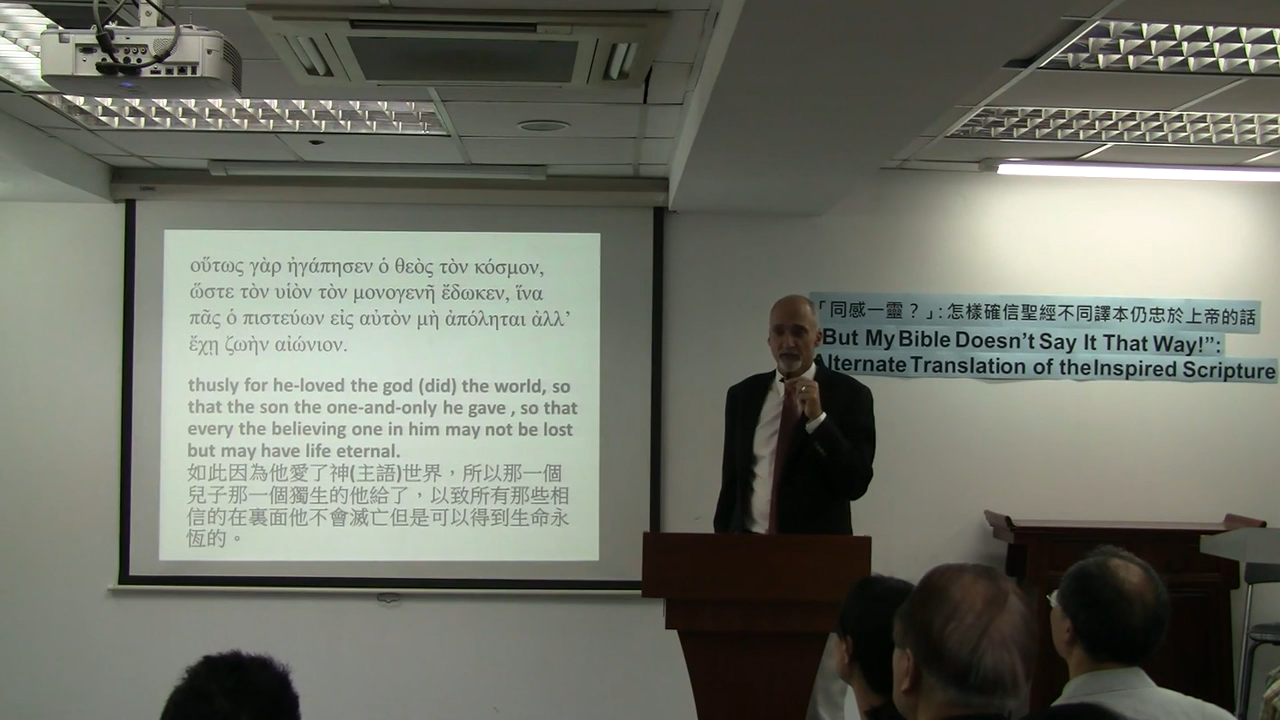 οὕτως γὰρ ἠγάπησεν ὁ θεὸς τὸν κόσμον,
ὥστε τὸν υἱὸν τὸν μονογενῆ ἔδωκεν, ἵνα
πᾶς ὁ πιστεύων εἰς αὐτὸν μὴ ἀπόληται ἀλλ’
ἔχῃ ζωὴν αἰώνιον.
thusly for he-loved the god (did) the world, so
that the son the one-and-only he gave , so that
every the believing one in him may not be lost
but may have life eternal.
如此因為他愛了神(主語)世界，所以那一個
兒子那一個獨生的他給了，以致所有那些相
信的在裏面他不會滅亡但是可以得到生命永
恆的。
「同感一靈？」: 怎樣確信聖經不同譯本仍忠於上帝的話
“But My Bible Doesn’t Say It That Way!”:
Alternate Translation of the Inspired Scripture